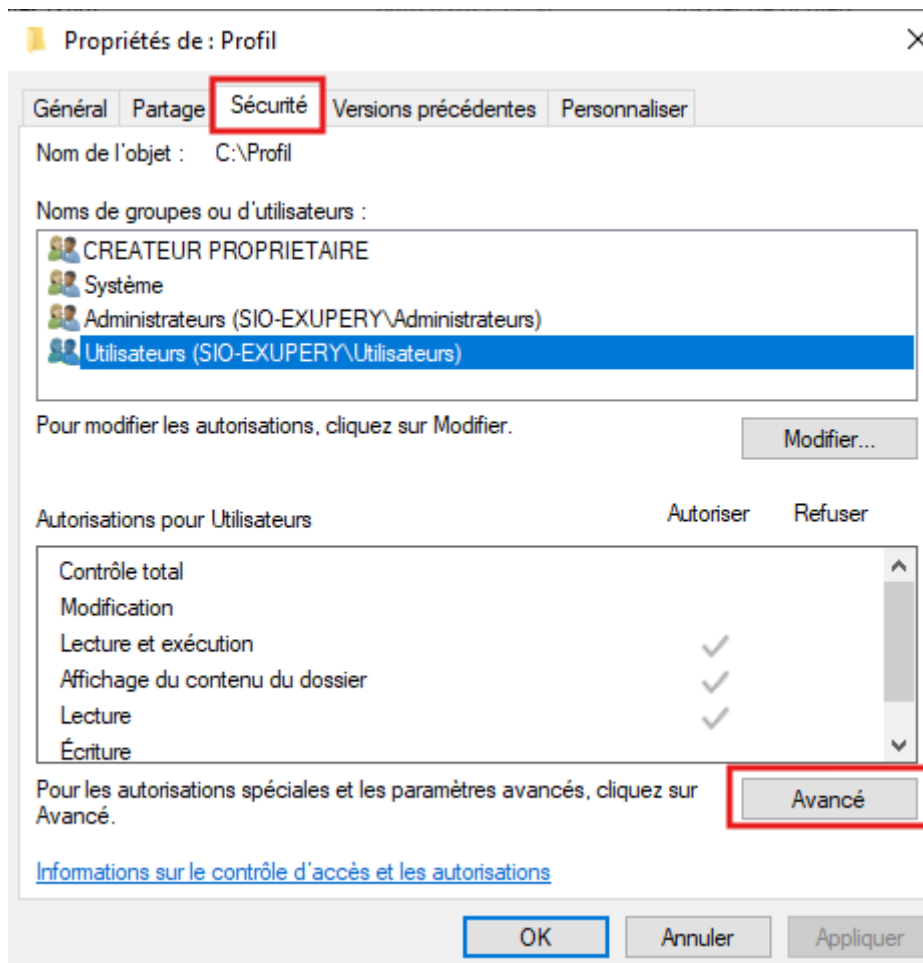 Propriétés de : Profil
Général Partage Sécurité Versions précédentes Personnaliser
Nom de l'objet : C:\Profil
Noms de groupes ou d'utilisateurs :
CREATEUR PROPRIETAIRE
Système
Administrateurs (SIO-EXUPERY\Administrateurs)
Utilisateurs (SIO-EXUPERY\Utilisateurs)
Pour modifier les autorisations, cliquez sur Modifier.
Modifier...
Autorisations pour Utilisateurs Autoriser Refuser
Contrôle total
Modification
Lecture et exécution
Affichage du contenu du dossier
Lecture
Écriture
Pour les autorisations spéciales et les paramètres avancés, cliquez sur
Avancé.
Avancé
Informations sur le contrôle d'accès et les autorisations
OK Annuler Appliquer